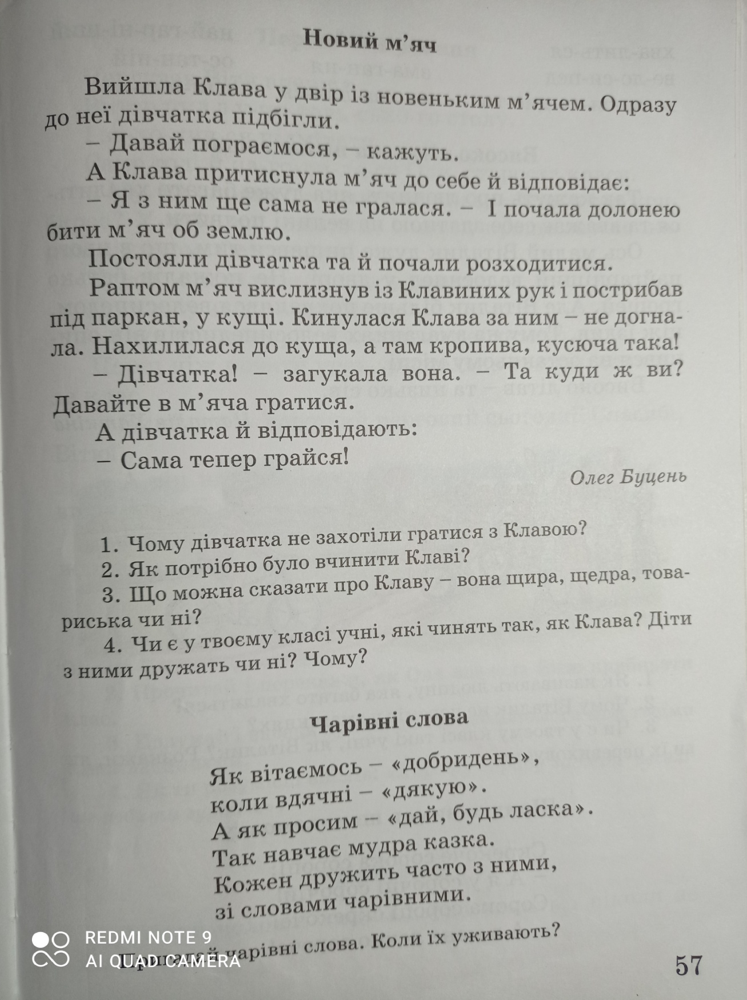 Новий м’яч
Вийшла Клава у двір із новеньким м’ячем. Одразу
до неї дівчатка підбігли.
– Давай пограємося, – кажуть.
А Клава притиснула м’яч до себе й відповідає:
– Я з ним ще сама не гралася. – І почала долонею
бити м’яч об землю.
Постояли дівчатка та й почали розходитися.
Раптом м’яч вислизнув із Клавиних рук і пострибав
під паркан, у кущі. Кинулася Клава за ним – не догна-
ла. Нахилилася до куща, а там кропива, кусюча така!
– Дівчатка! – загукала вона. – Та куди ж ви?
Давайте в м’яча гратися.
А дівчатка й відповідають:
– Сама тепер грайся!
Олег Буцень
1. Чому дівчатка не захотіли гратися з Клавою?
2. Як потрібно було вчинити Клаві?
3. Що можна сказати про Клаву – вона щира, щедра, това-
риська чи ні?
4. Чи є у твоєму класі учні, які чинять так, як Клава? Діти
з ними дружать чи ні? Чому?
Чарівні слова
Як вітаємось – «добридень»,
коли вдячні – «дякую».
А як просим – «дай, будь ласка».
Так навчає мудра казка.
Кожен дружить часто з ними,
зі словами чарівними.
Пригадай чарівні слова. Коли їх уживають?
REDMI NOTE 9
AI QUAD CAMERA
57